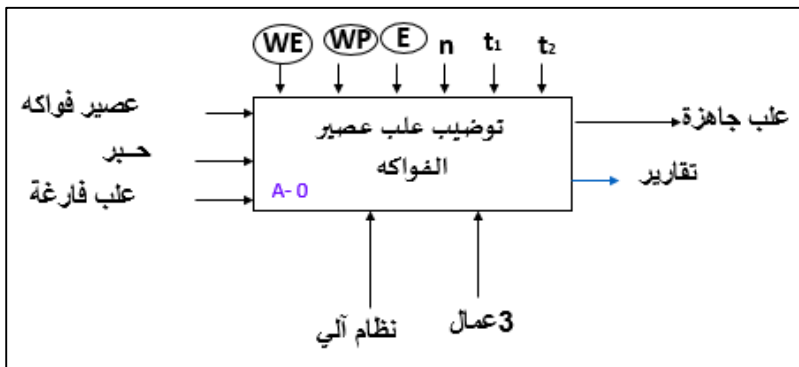 WE WP E n t₁ t₂
عصير فواكه
حـبر
علب فارغة
توضيب علب عصير
الفواكه
A- 0
علب جاهزة
تقارير
نظام آلي
3عمال